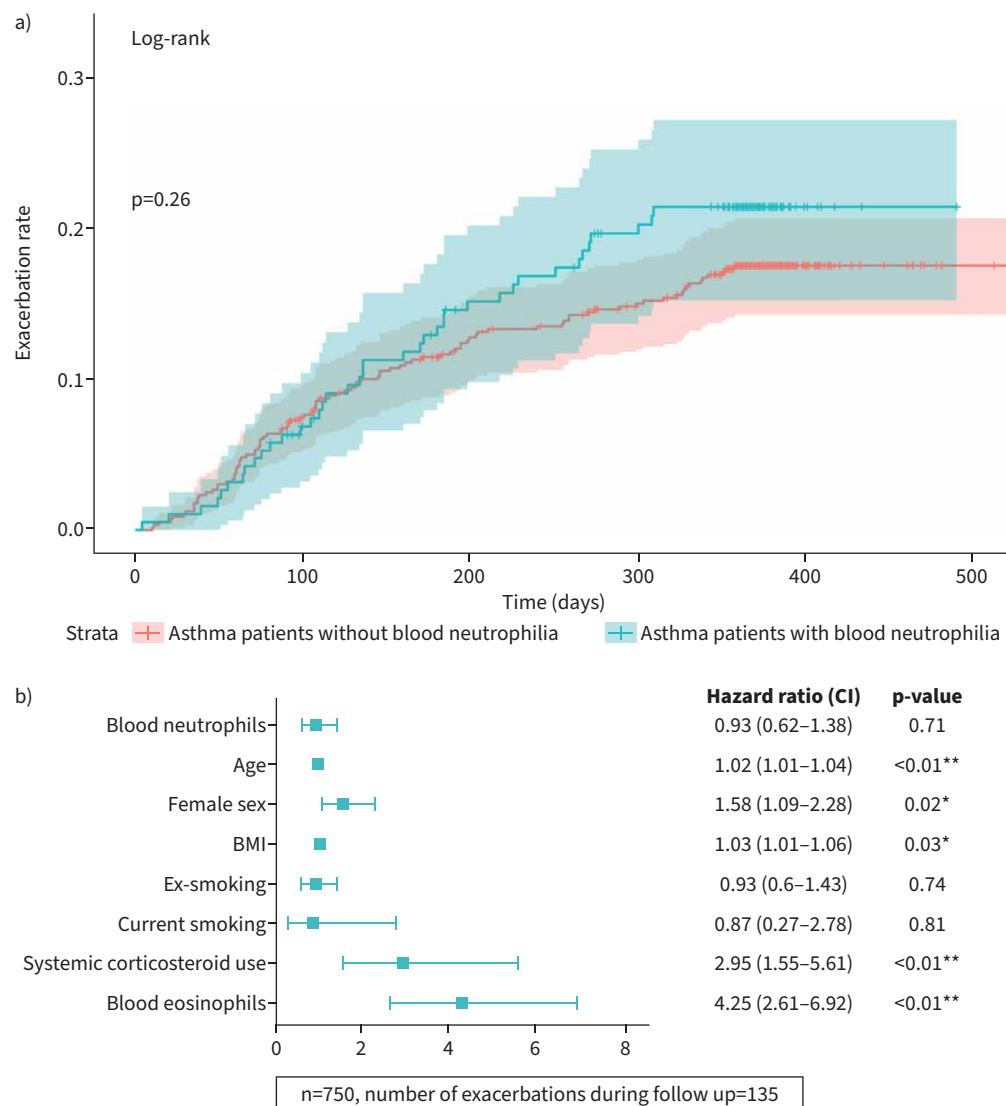 a)
Log-rank
p=0.26
0.3
0.2
0.1
0.0
Exacerbation rate
0 100 200 300 400 500
Time (days)
Strata Asthma patients without blood neutrophilia Asthma patients with blood neutrophilia
b)
Hazard ratio (CI) p-value
Blood neutrophils 0.93 (0.62–1.38) 0.71
Age 1.02 (1.01–1.04) <0.01**
Female sex 1.58 (1.09–2.28) 0.02*
BMI 1.03 (1.01–1.06) 0.03*
Ex-smoking 0.93 (0.6–1.43) 0.74
Current smoking 0.87 (0.27–2.78) 0.81
Systemic corticosteroid use 2.95 (1.55–5.61) <0.01**
Blood eosinophils 4.25 (2.61–6.92) <0.01**
0 2 4 6 8
n=750, number of exacerbations during follow up=135